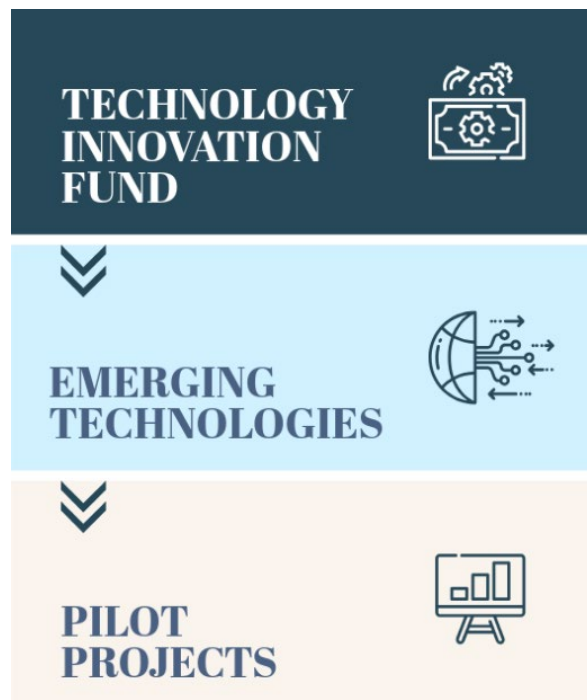 TECHNOLOGY
INNOVATION
FUND
EMERGING
TECHNOLOGIES
PILOT
PROJECTS